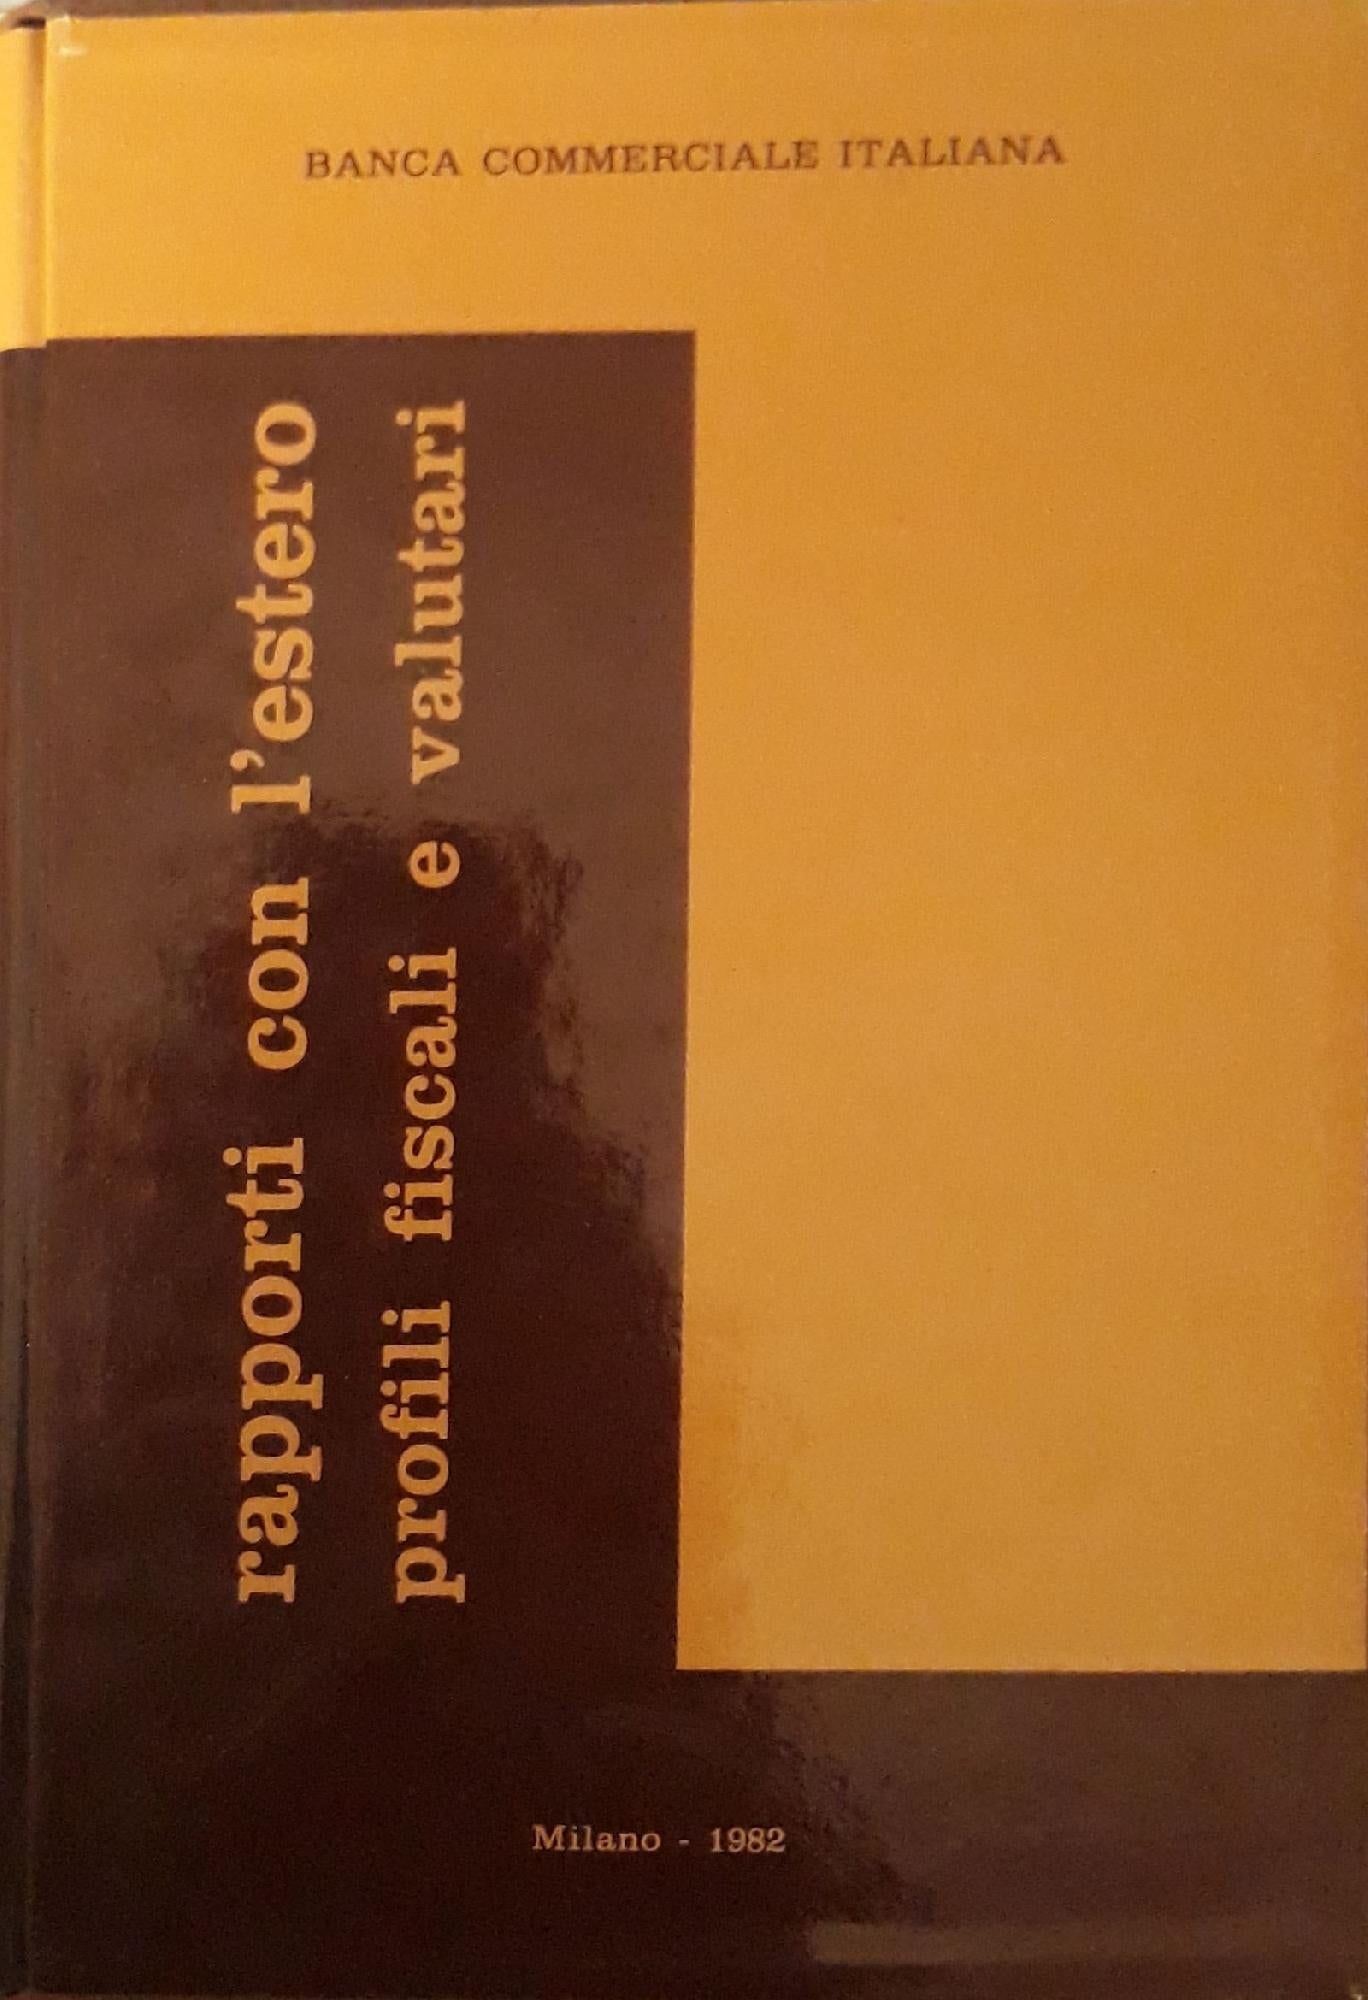 BANCA COMMERCIALE ITALIANA
rapporti con l'estero
profili fiscali e valutari
Milano - 1982